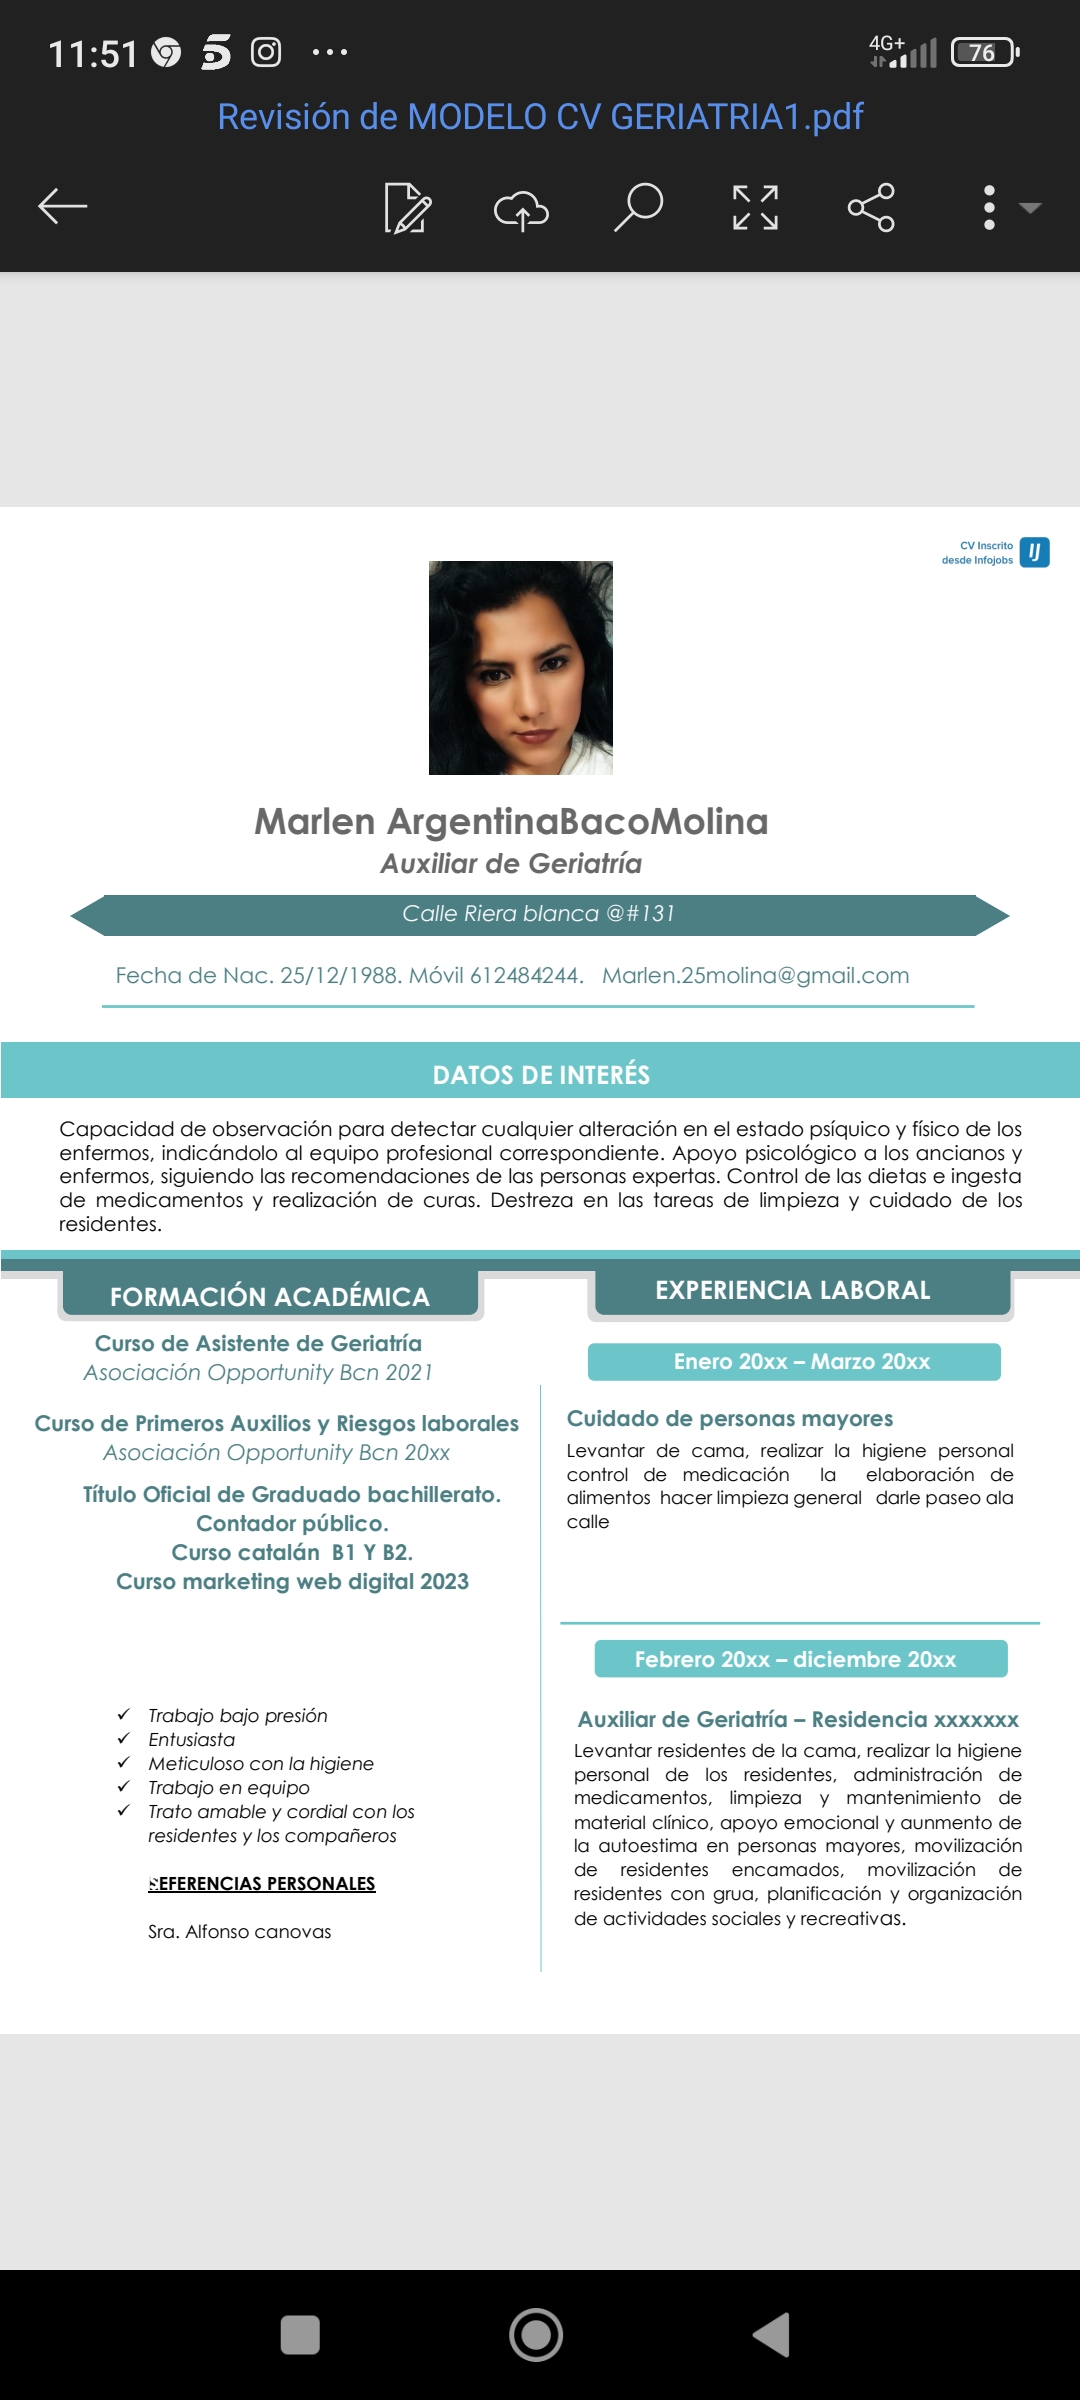 11:51
4G+
76
Revisión de MODELO CV GERIATRIA1.pdf
CV Inscrito
desde Infojobs
IJ
Marlen ArgentinaBacoMolina
Auxiliar de Geriatría
Calle Riera blanca @#131
Fecha de Nac. 25/12/1988. Móvil 612484244.   Marlen.25molina@gmail.com
DATOS DE INTERÉS
Capacidad de observación para detectar cualquier alteración en el estado psíquico y físico de los
enfermos, indicándolo al equipo profesional correspondiente. Apoyo psicológico a los ancianos y
enfermos, siguiendo las recomendaciones de las personas expertas. Control de las dietas e ingesta
de medicamentos y realización de curas. Destreza en las tareas de limpieza y cuidado de los
residentes.
FORMACIÓN ACADÉMICA
Curso de Asistente de Geriatría
Asociación Opportunity Bcn 2021
Curso de Primeros Auxilios y Riesgos laborales
Asociación Opportunity Bcn 20xx
Título Oficial de Graduado bachillerato.
Contador público.
Curso catalán  B1 Y B2.
Curso marketing web digital 2023
✓ Trabajo bajo presión
✓ Entusiasta
✓ Meticuloso con la higiene
✓ Trabajo en equipo
✓ Trato amable y cordial con los
residentes y los compañeros
REFERENCIAS PERSONALES
Sra. Alfonso canovas
EXPERIENCIA LABORAL
Enero 20xx – Marzo 20xx
Cuidado de personas mayores
Levantar de cama, realizar la higiene personal
control de medicación la elaboración de
alimentos hacer limpieza general darle paseo ala
calle
Febrero 20xx – diciembre 20xx
Auxiliar de Geriatría – Residencia xxxxxxx
Levantar residentes de la cama, realizar la higiene
personal de los residentes, administración de
medicamentos, limpieza y mantenimiento de
material clínico, apoyo emocional y aunmento de
la autoestima en personas mayores, movilización
de residentes encamados, movilización de
residentes con grua, planificación y organización
de actividades sociales y recreativas.